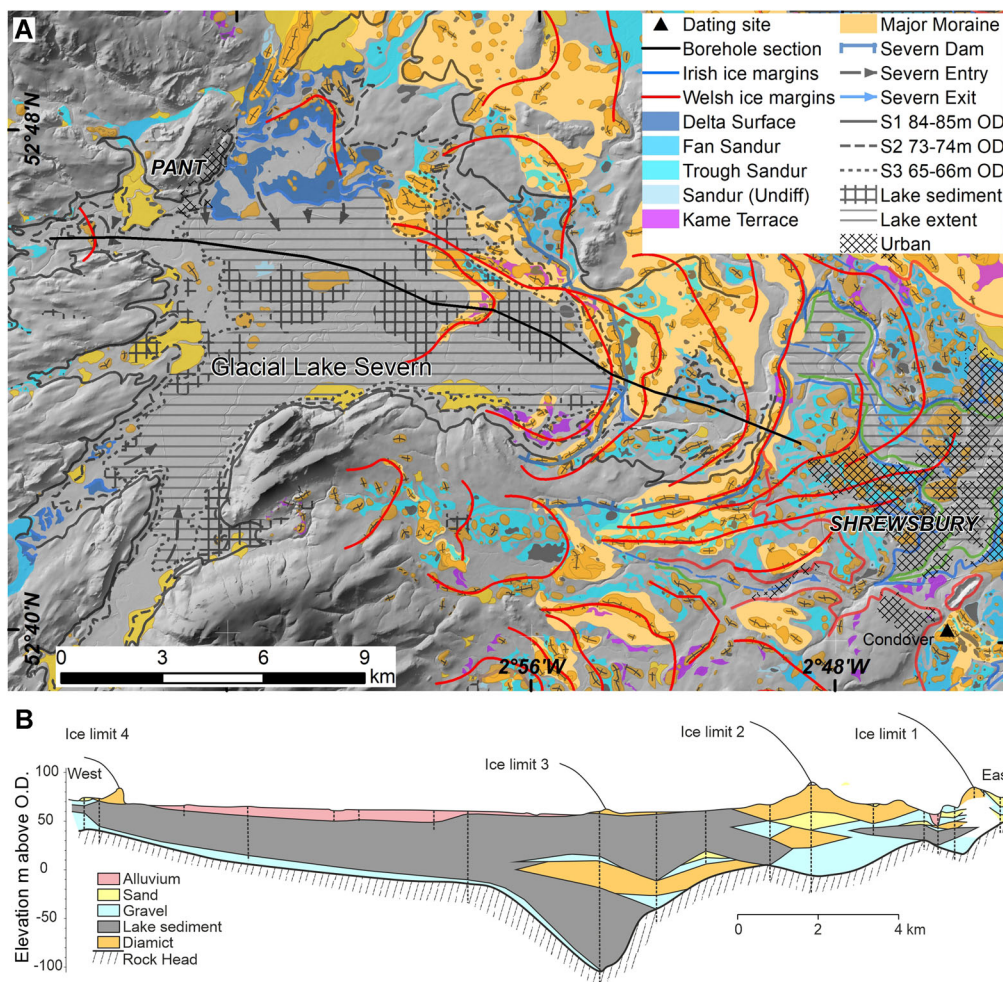 A
Dating site
Borehole section
Irish ice margins
Welsh ice margins
Delta Surface
Fan Sandur
Trough Sandur
Sandur (Undiff)
Kame Terrace
Major Moraine
Severn Dam
Severn Entry
Severn Exit
S1 84-85m OD
S2 73-74m OD
S3 65-66m OD
Lake sediment
Lake extent
Urban
52°48'N
PANT
Glacial Lake Severn
SHREWSBURY
Condover
52°40'N
0 3 6 9
km
2°56'W
2°48'W
B
Ice limit 4
Ice limit 3
Ice limit 2
Ice limit 1
West
Eas
Elevation m above O.D.
100
50
0
-50
-100
Alluvium
Sand
Gravel
Lake sediment
Diamict
Rock Head
0 2 4 km